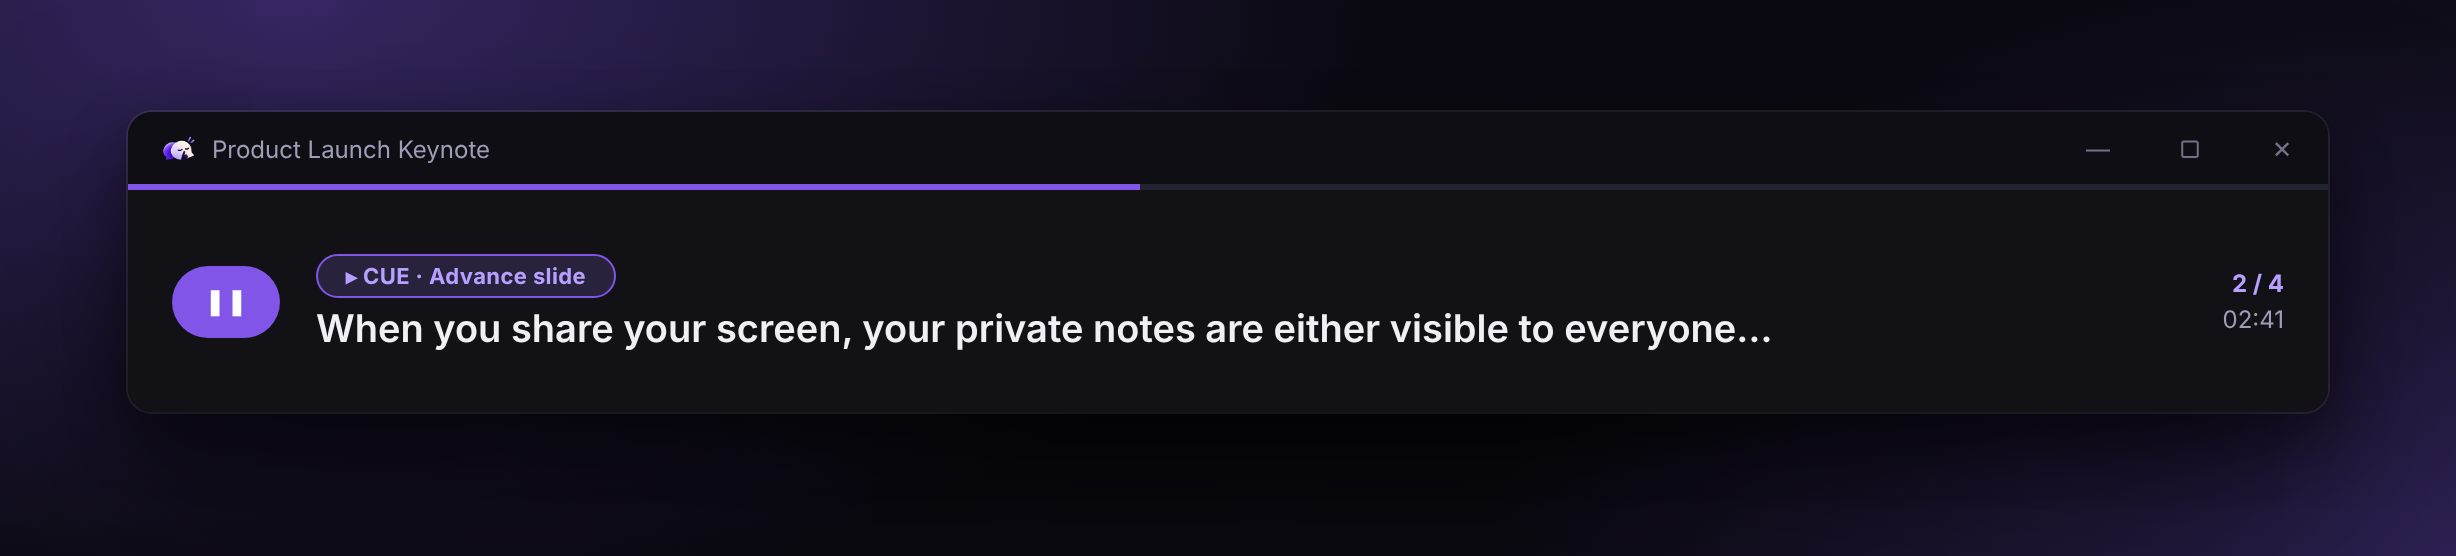 Product Launch Keynote
▸ CUE · Advance slide
When you share your screen, your private notes are either visible to everyone...
2 / 4
02:41